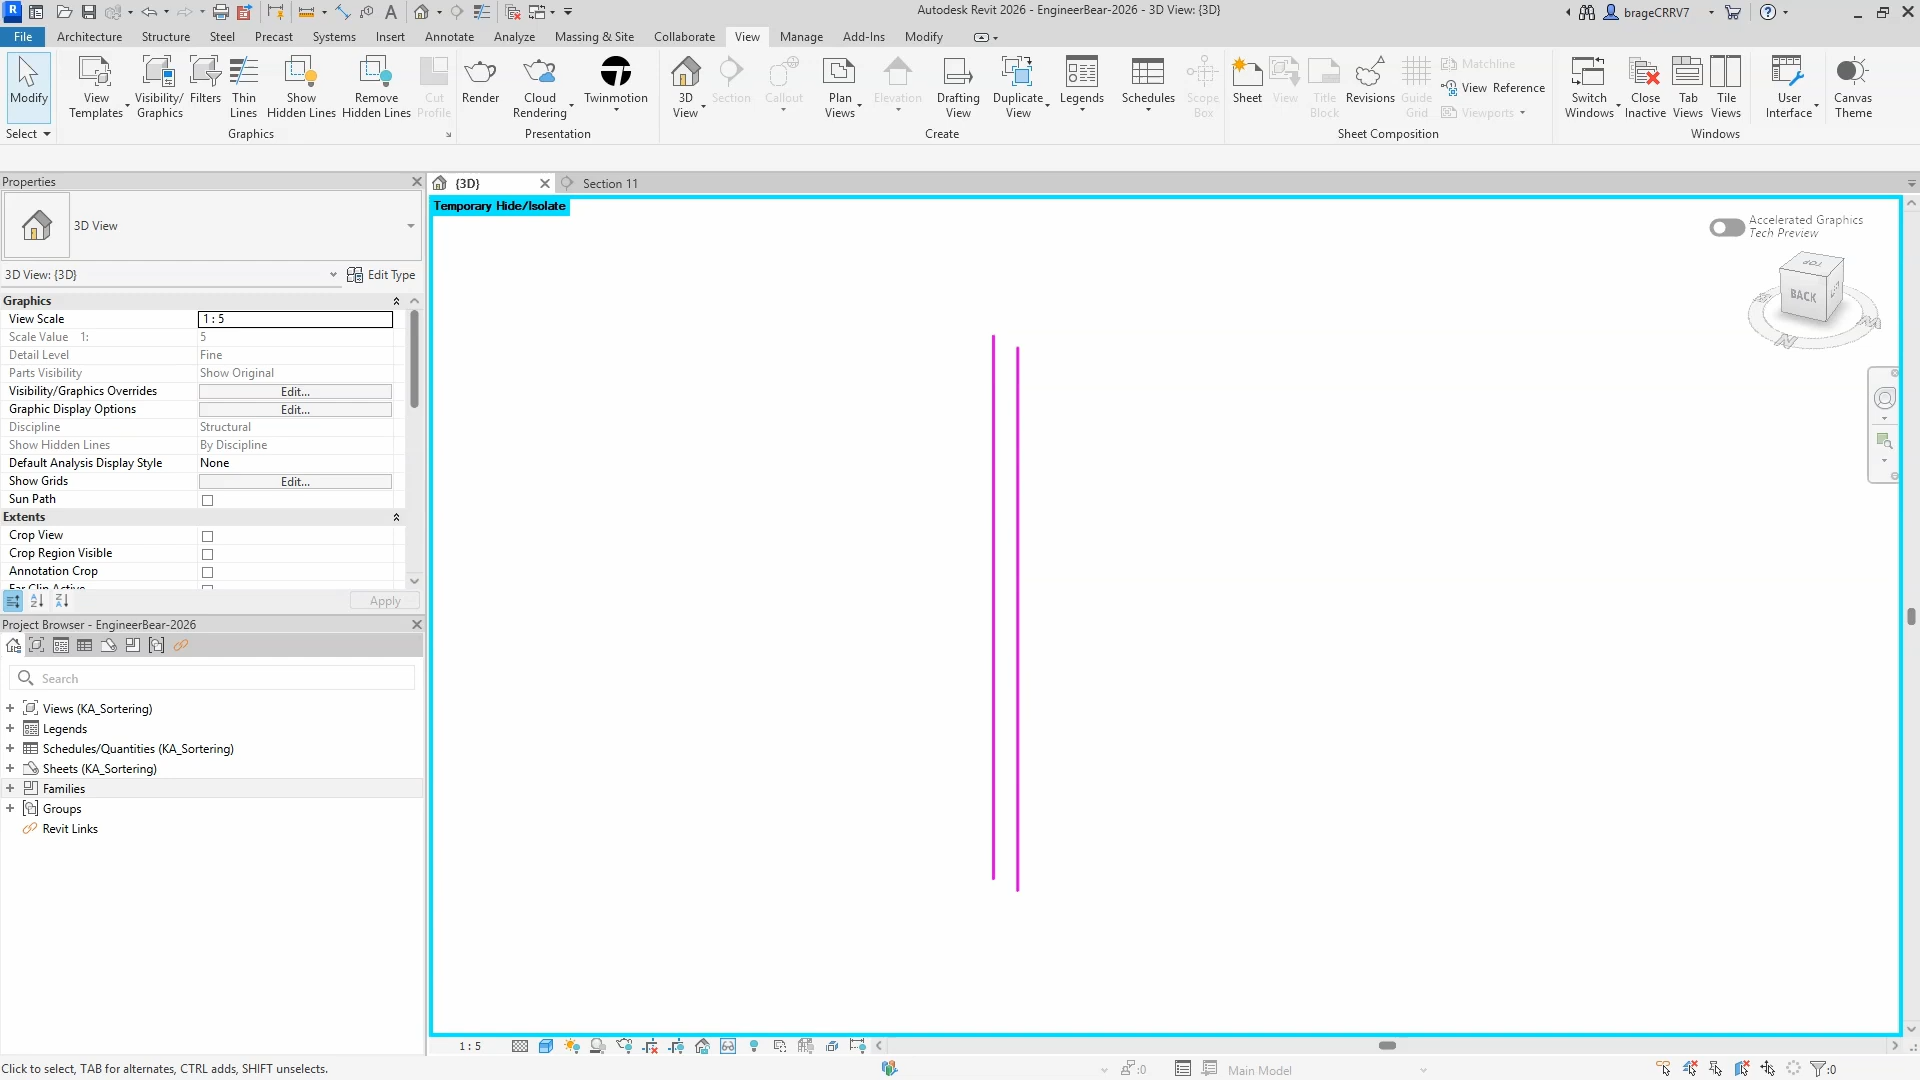 Autodesk Revit 2026 - EngineerBear-2026 - 3D View: {3D}
brageCRRV7
File Architecture Structure Steel Precast Systems Insert Annotate Analyze Massing & Site Collaborate View Manage Add-Ins Modify
Modify
View Templates
Visibility/ Graphics
Filters
Thin Lines
Show Hidden Lines
Remove Hidden Lines
Cut Profile
Render
Cloud Rendering
Twinmotion
3D View
Section
Callout
Plan Views
Elevation
Drafting View
Duplicate View
Legends
Schedules
Scope Box
Sheet
View
Title Block
Revisions
Guide Grid
Matchline
View Reference
Viewports
Switch Windows
Close Inactive
Tab Views
Tile Views
User Interface
Canvas Theme
Select Graphics Presentation Create Sheet Composition Windows
Properties
3D View
3D View: {3D} Edit Type
Graphics
View Scale 1 : 5
Scale Value 1: 5
Detail Level Fine
Parts Visibility Show Original
Visibility/Graphics Overrides Edit...
Graphic Display Options Edit...
Discipline Structural
Show Hidden Lines By Discipline
Default Analysis Display Style None
Show Grids Edit...
Sun Path
Extents
Crop View
Crop Region Visible
Annotation Crop
Far Clip Active
Apply
Project Browser - EngineerBear-2026
Search
Views (KA_Sortering)
Legends
Schedules/Quantities (KA_Sortering)
Sheets (KA_Sortering)
Families
Groups
Revit Links
{3D} Section 11
Temporary Hide/Isolate
Accelerated Graphics
Tech Preview
TOP
BACK
1 : 5
Click to select, TAB for alternates, CTRL adds, SHIFT unselects.
:0
Main Model
:0